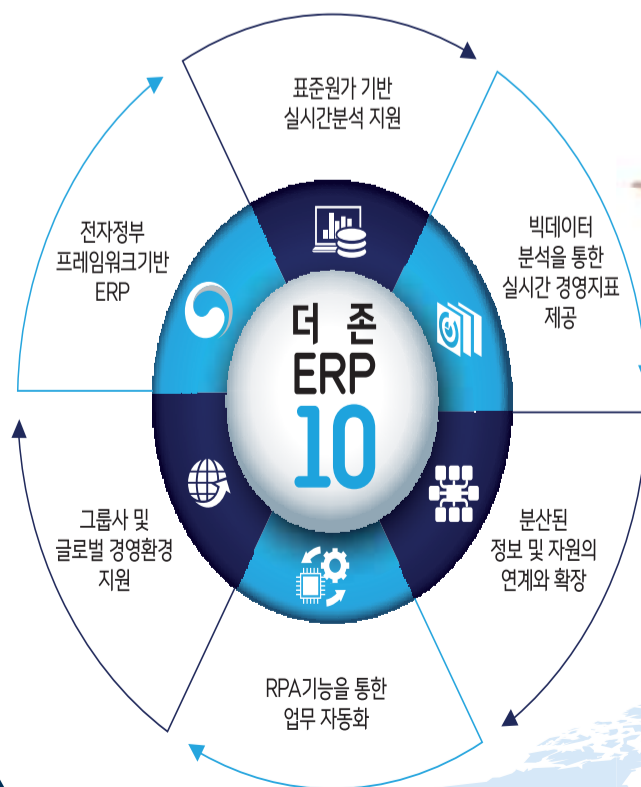 표준원가 기반
실시간분석 지원
빅데이터
분석을 통한
실시간 경영지표
제공
분산된
정보 및 자원의
연계와 확장
RPA기능을 통한
업무 자동화
그룹사 및
글로벌 경영환경
지원
전자정부
프레임워크기반
ERP
더 존
ERP
10